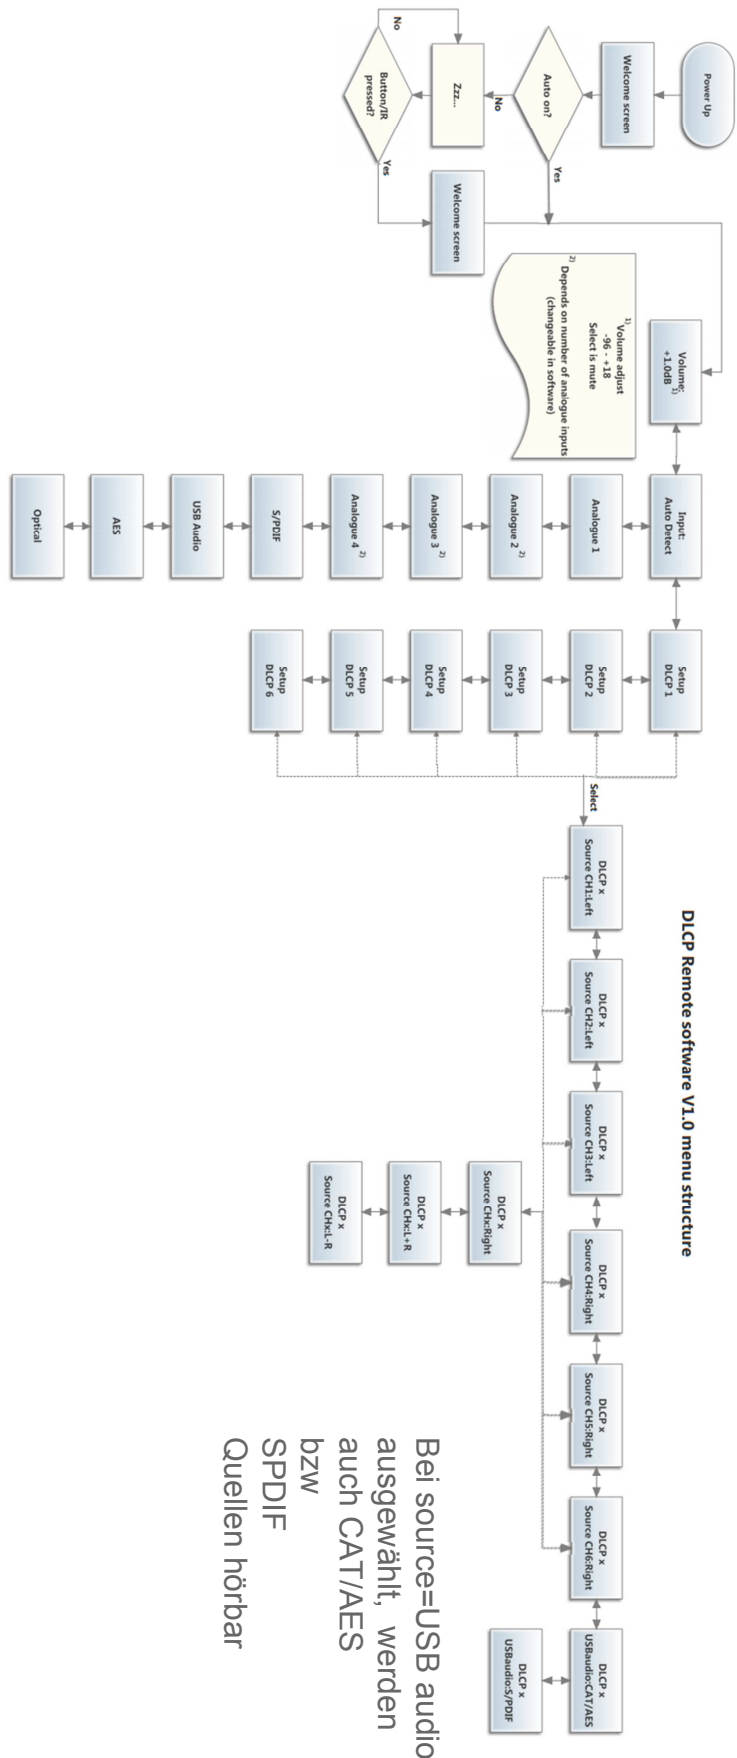 DLCP Remote software V1.0 menu structure
Power Up
Welcome screen
Auto on?
Yes
No
Zzz...
Button/IR
pressed?
No
Yes
Welcome screen
1) Volume adjust
-96 - +18
Select is mute
2) Depends on number of analogue inputs
(changeable in software)
Volume:
+1.0dB 1)
Input:
Auto Detect
Analogue 1
Analogue 2 2)
Analogue 3 2)
Analogue 4 2)
S/PDIF
USB Audio
AES
Optical
Setup
DLCP 1
Setup
DLCP 2
Setup
DLCP 3
Setup
DLCP 4
Setup
DLCP 5
Setup
DLCP 6
Select
DLCP x
Source CH1:Left
DLCP x
Source CH2:Left
DLCP x
Source CH3:Left
DLCP x
Source CH4:Right
DLCP x
Source CH5:Right
DLCP x
Source CH6:Right
DLCP x
USBaudio:CAT/AES
DLCP x
USBaudio:S/PDIF
DLCP x
Source CHx:Right
DLCP x
Source CHx:L+R
DLCP x
Source CHx:L-R
Bei source=USB audio
ausgewählt, werden
auch CAT/AES
bzw
SPDIF
Quellen hörbar